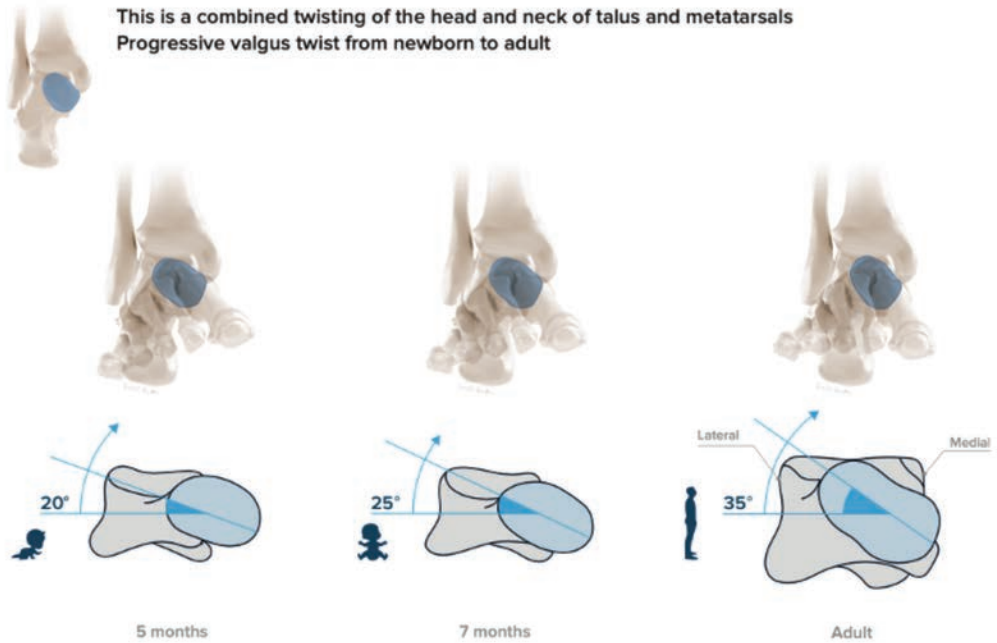 This is a combined twisting of the head and neck of talus and metatarsals
Progressive valgus twist from newborn to adult
Lateral
Medial
20°
25°
35°
5 months
7 months
Adult